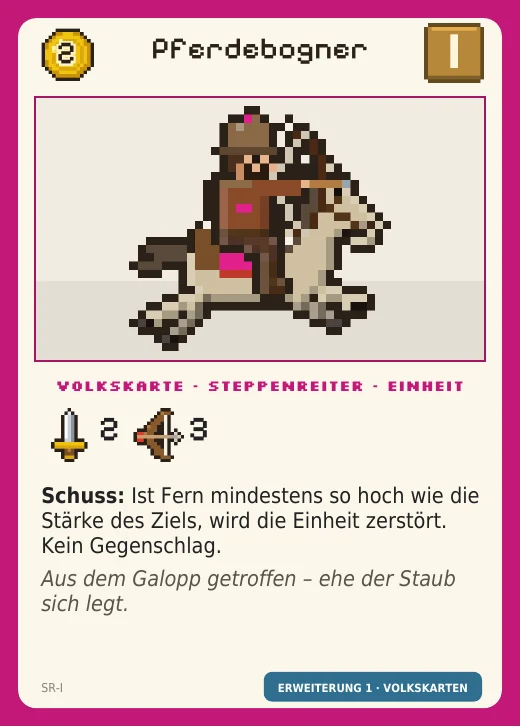 2
Pferdebogner
I
VOLKSKARTE · STEPPENREITER · EINHEIT
2
3
Schuss: Ist Fern mindestens so hoch wie die
Stärke des Ziels, wird die Einheit zerstört.
Kein Gegenschlag.
Aus dem Galopp getroffen – ehe der Staub
sich legt.
SR-I
ERWEITERUNG 1 · VOLKSKARTEN